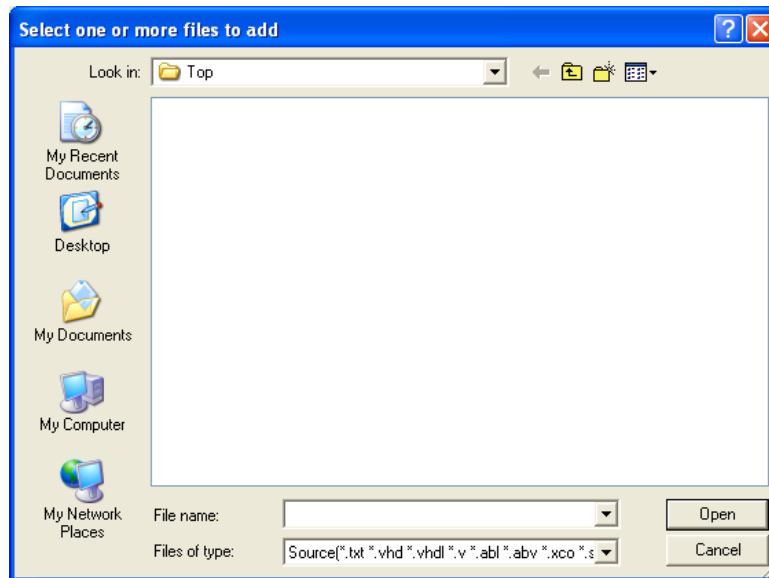 Select one or more files to add
Look in: Top
My Recent
Documents
Desktop
My Documents
My Computer
My Network
Places
File name:
Open
Files of type: Source(*.txt *.vhd *.vhdl *.v *.abl *.abv *.xco *.s
Cancel